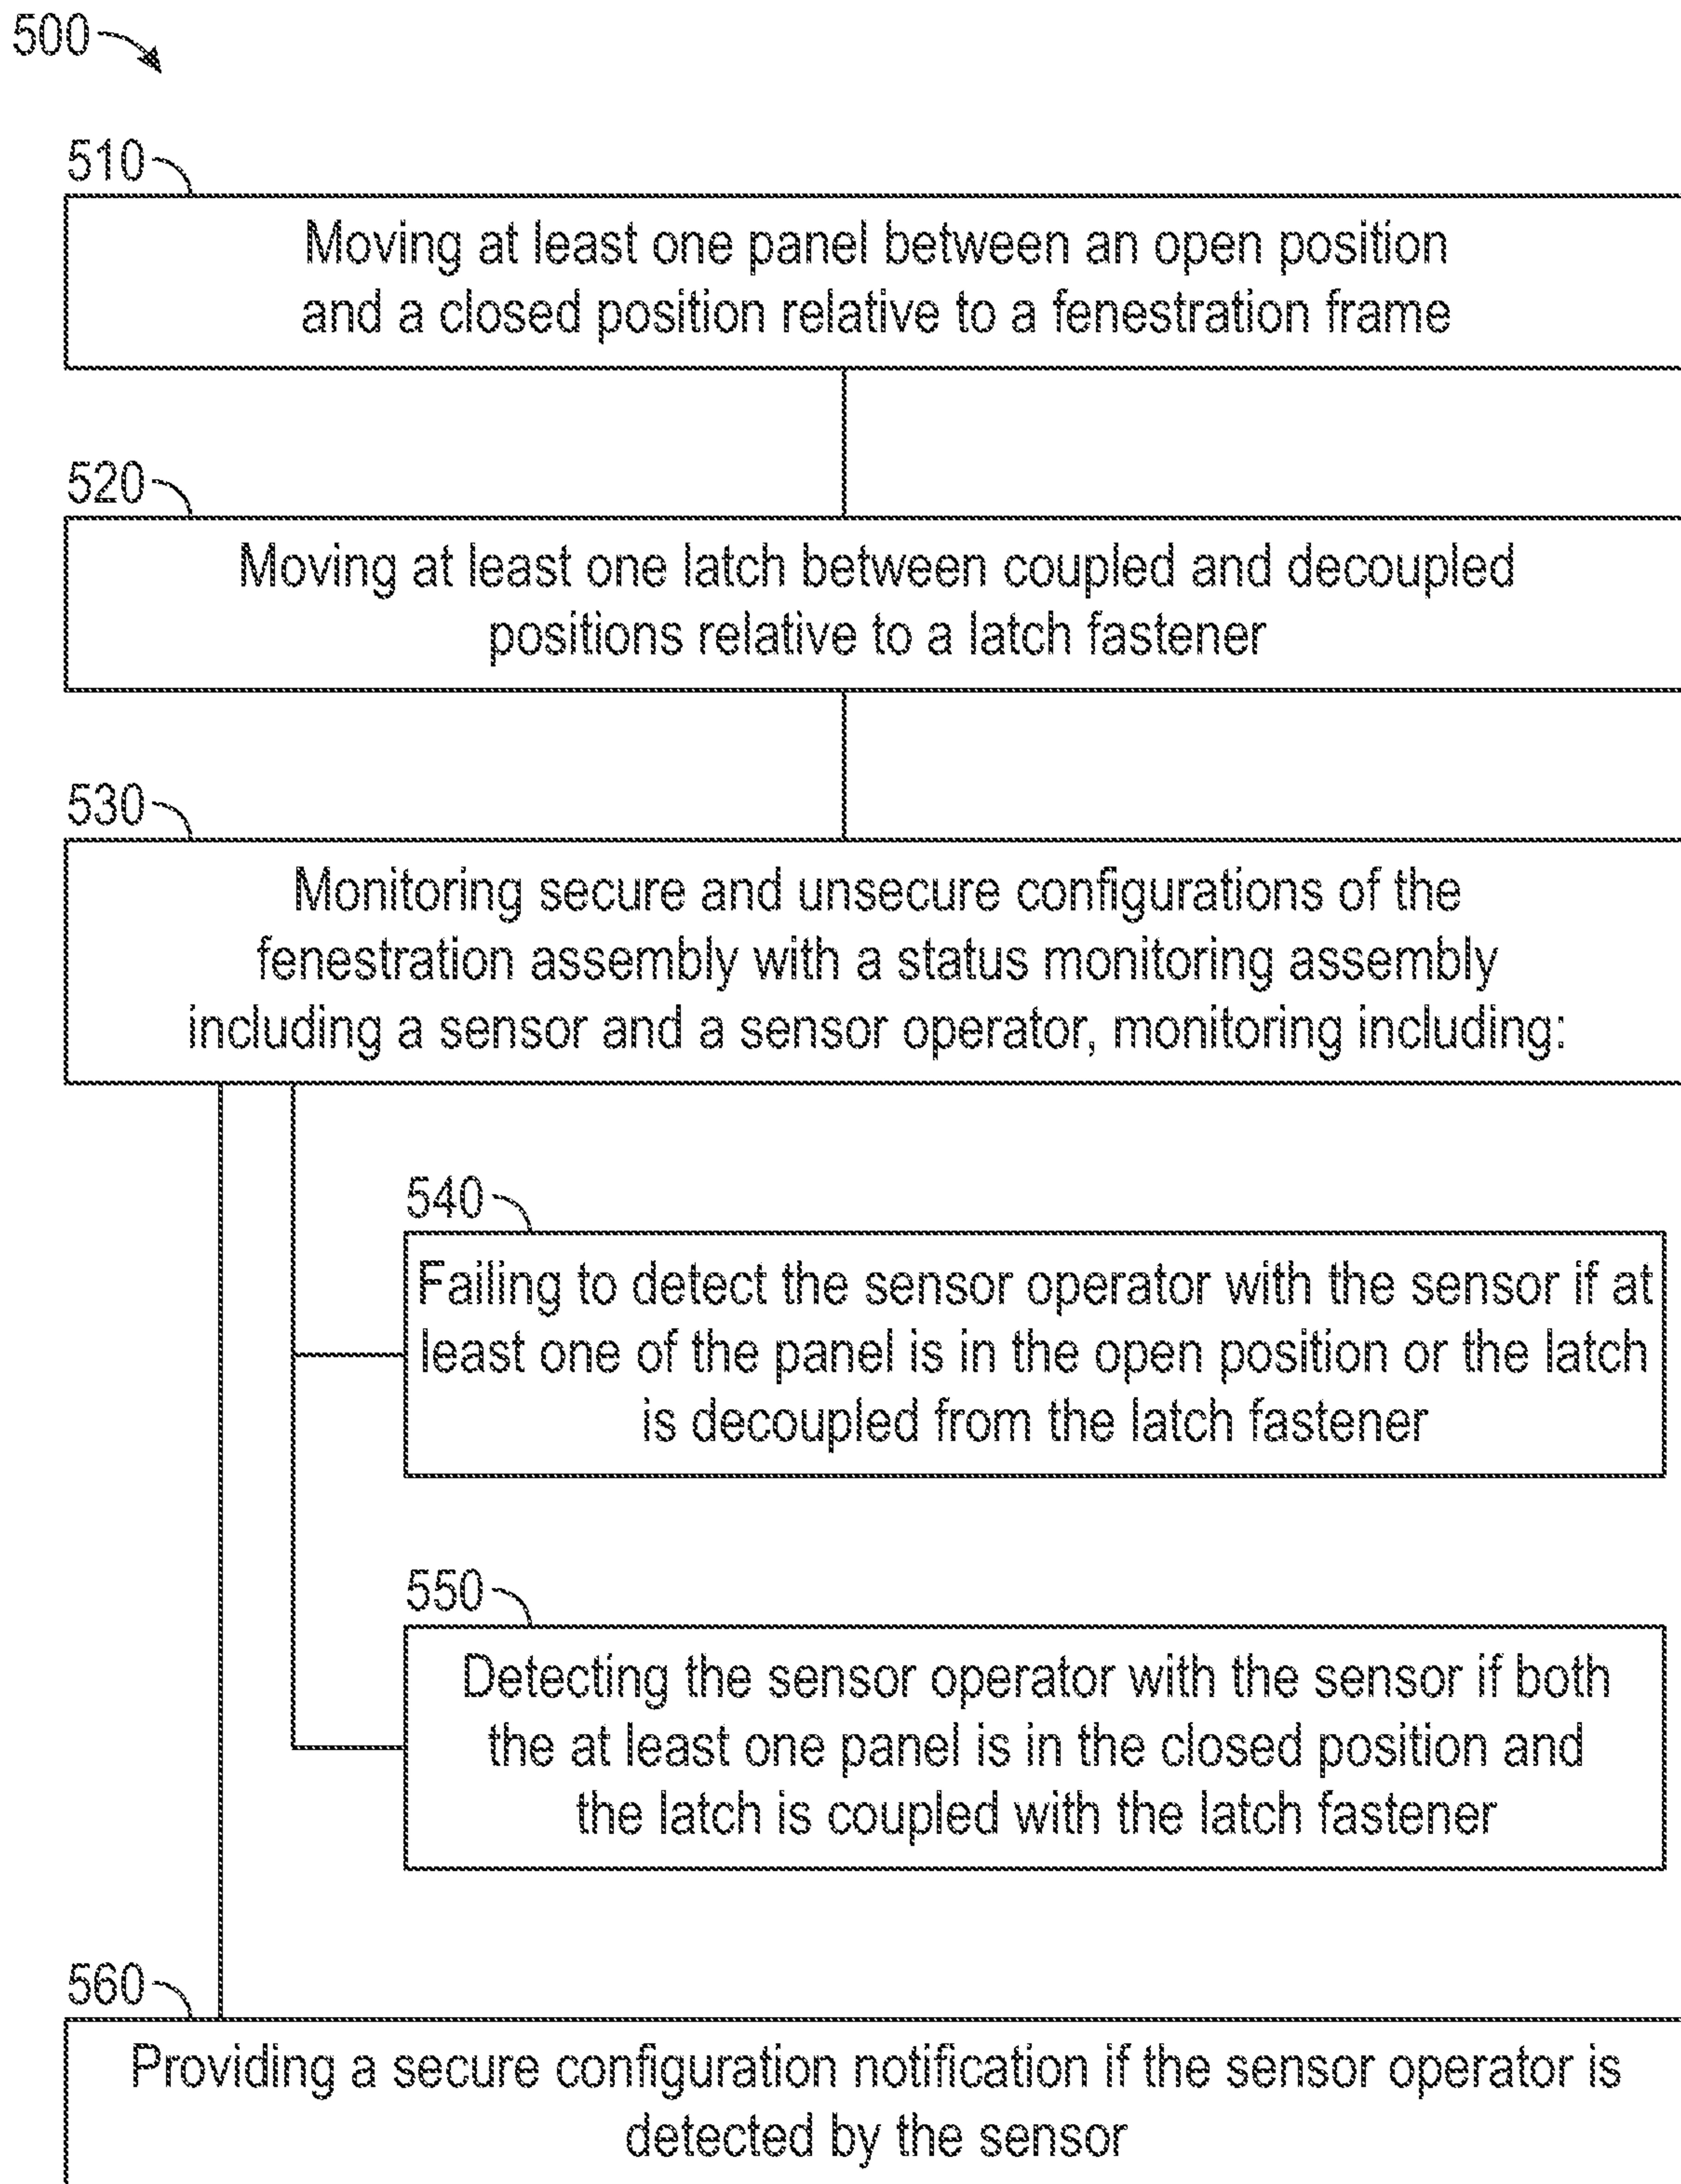 500
510
Moving at least one panel between an open position
and a closed position relative to a fenestration frame
520
Moving at least one latch between coupled and decoupled
positions relative to a latch fastener
530
Monitoring secure and unsecure configurations of the
fenestration assembly with a status monitoring assembly
including a sensor and a sensor operator, monitoring including:
540
Failing to detect the sensor operator with the sensor if at
least one of the panel is in the open position or the latch
is decoupled from the latch fastener
550
Detecting the sensor operator with the sensor if both
the at least one panel is in the closed position and
the latch is coupled with the latch fastener
560
Providing a secure configuration notification if the sensor operator is
detected by the sensor